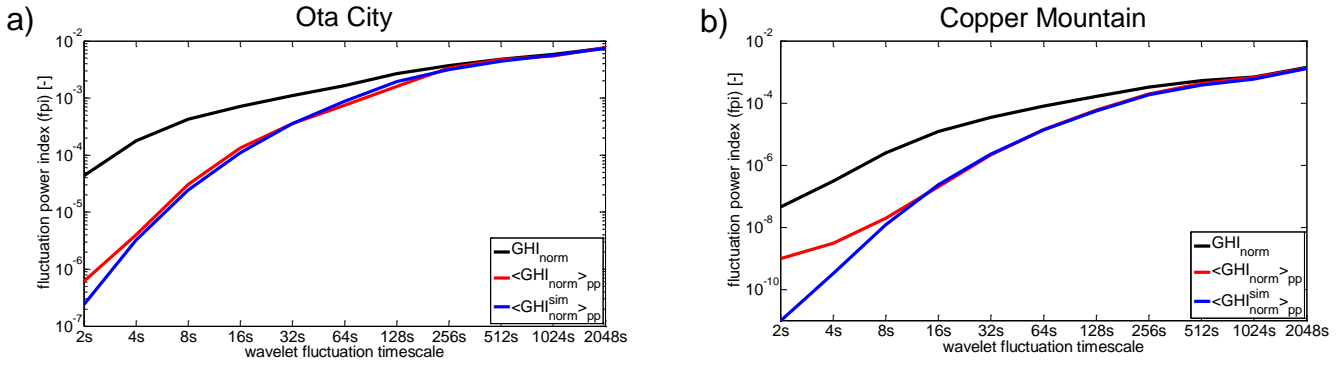 a)
Ota City
fluctuation power index (fpi) [-]
10^-2
10^-3
10^-4
10^-5
10^-6
10^-7
2s 4s 8s 16s 32s 64s 128s 256s 512s 1024s 2048s
wavelet fluctuation timescale
GHI_norm
<GHI_norm>_pp
<GHI^sim_norm>_pp
b)
Copper Mountain
fluctuation power index (fpi) [-]
10^-2
10^-4
10^-6
10^-8
10^-10
2s 4s 8s 16s 32s 64s 128s 256s 512s 1024s 2048s
wavelet fluctuation timescale
GHI_norm
<GHI_norm>_pp
<GHI^sim_norm>_pp